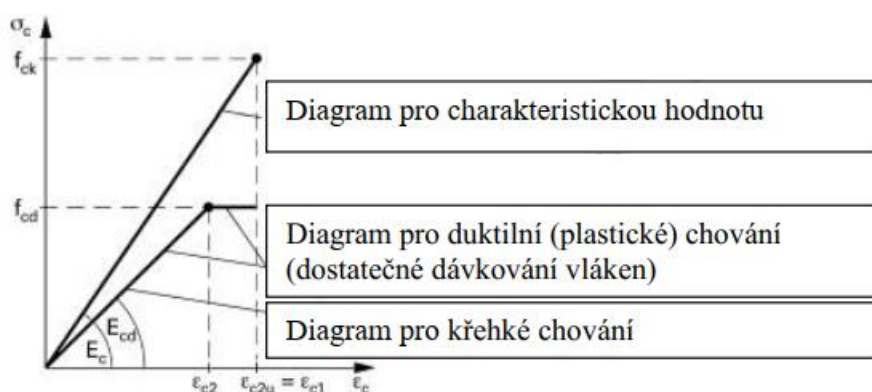 σc
fck
Diagram pro charakteristickou hodnotu
fcd
Diagram pro duktilní (plastické) chování
(dostatečné dávkování vláken)
Diagram pro křehké chování
Ec
Ecd
εc2
εc2u = εc1
εc